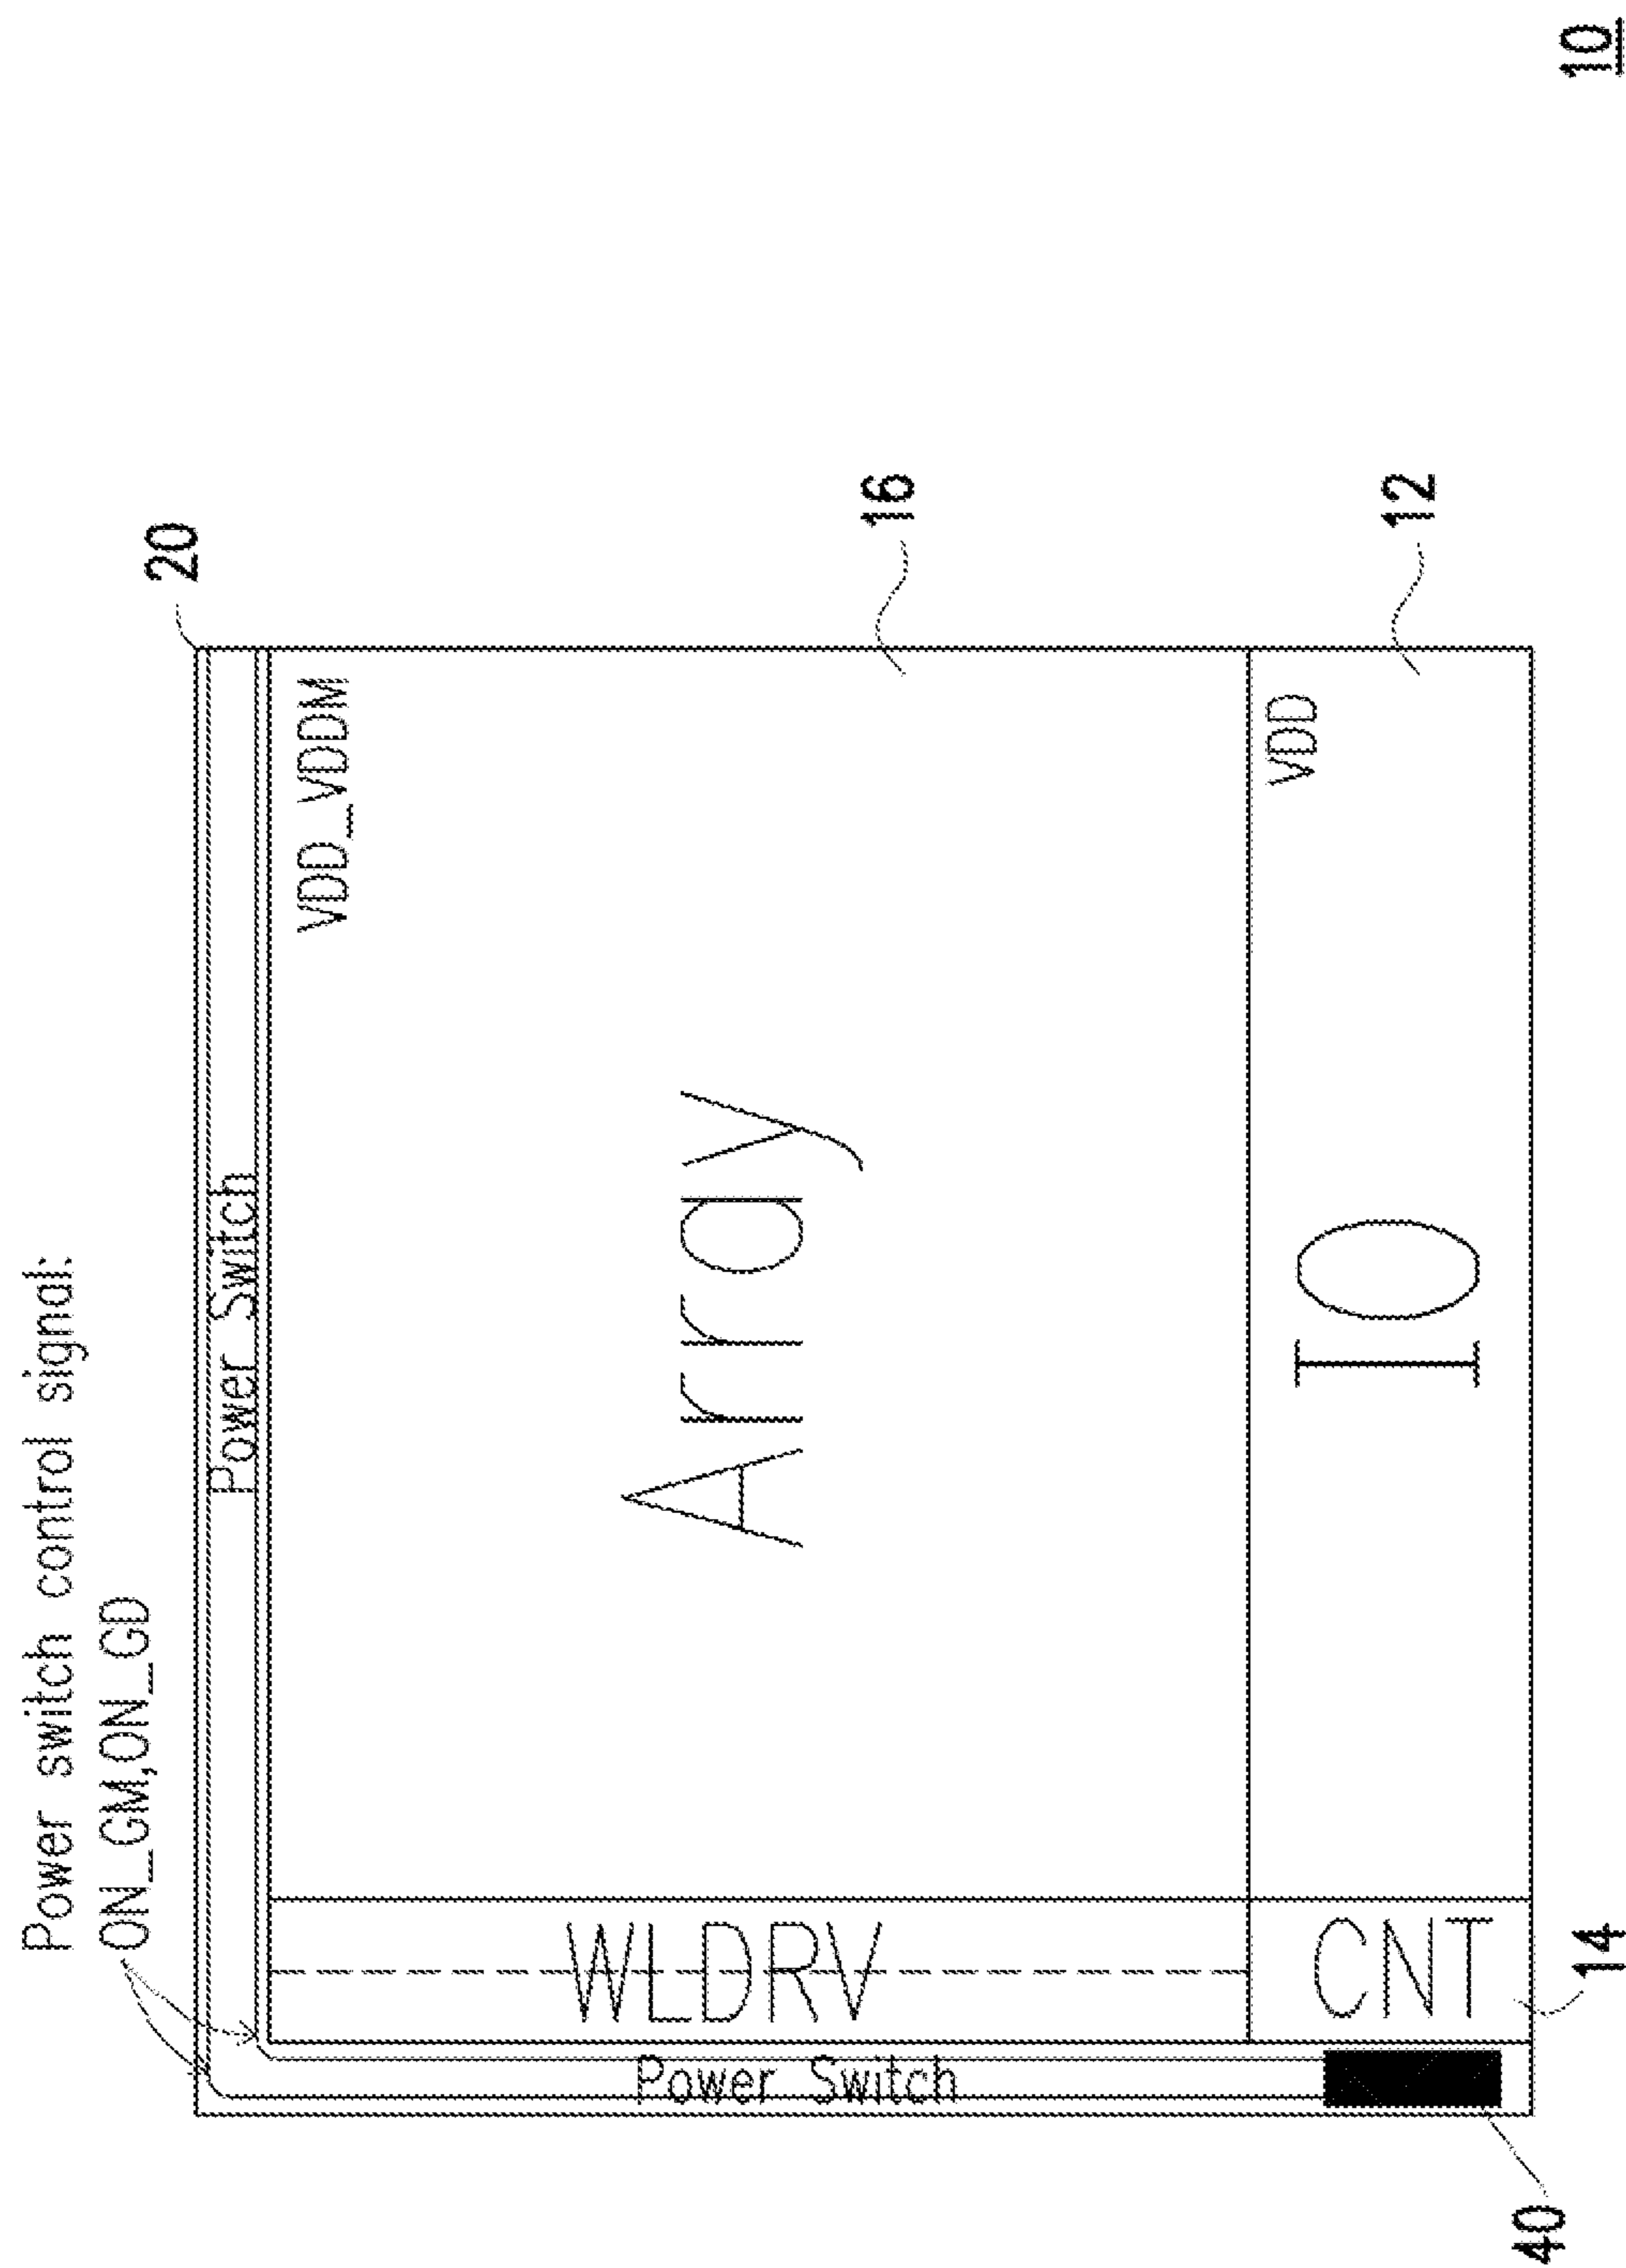 Power switch control signal:
ON_GM,ON_GD
20
Power Switch
VDD_VDDM
Array
16
WLDRV
Power Switch
VDD
IO
12
CNT
14
40
10